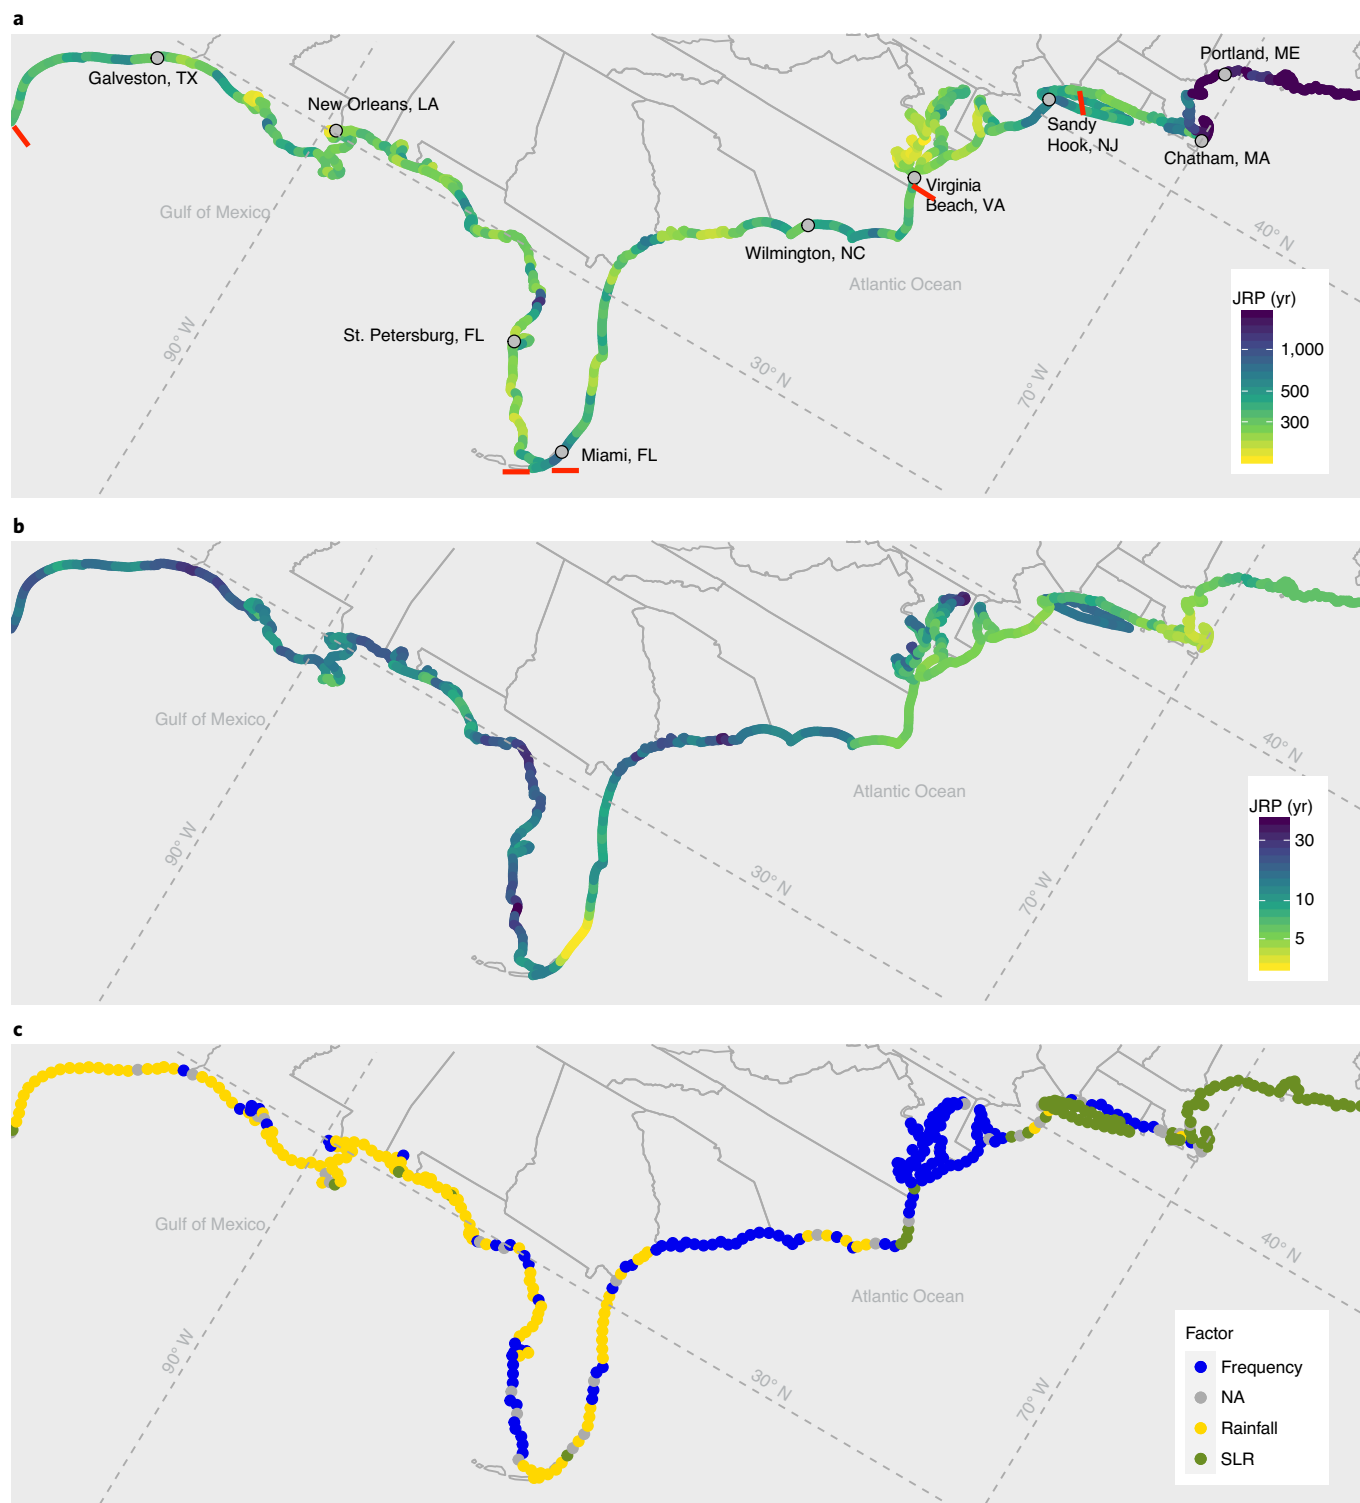 a
Portland, ME
Galveston, TX
New Orleans, LA
Sandy
Hook, NJ
Chatham, MA
Virginia
Beach, VA
Gulf of Mexico
40° N
Wilmington, NC
Atlantic Ocean
JRP (yr)
1,000
500
300
90° W
St. Petersburg, FL
30° N
70° W
Miami, FL
b
Gulf of Mexico
40° N
Atlantic Ocean
JRP (yr)
30
10
5
90° W
30° N
70° W
c
Gulf of Mexico
40° N
Atlantic Ocean
90° W
30° N
70° W
Factor
Frequency
NA
Rainfall
SLR